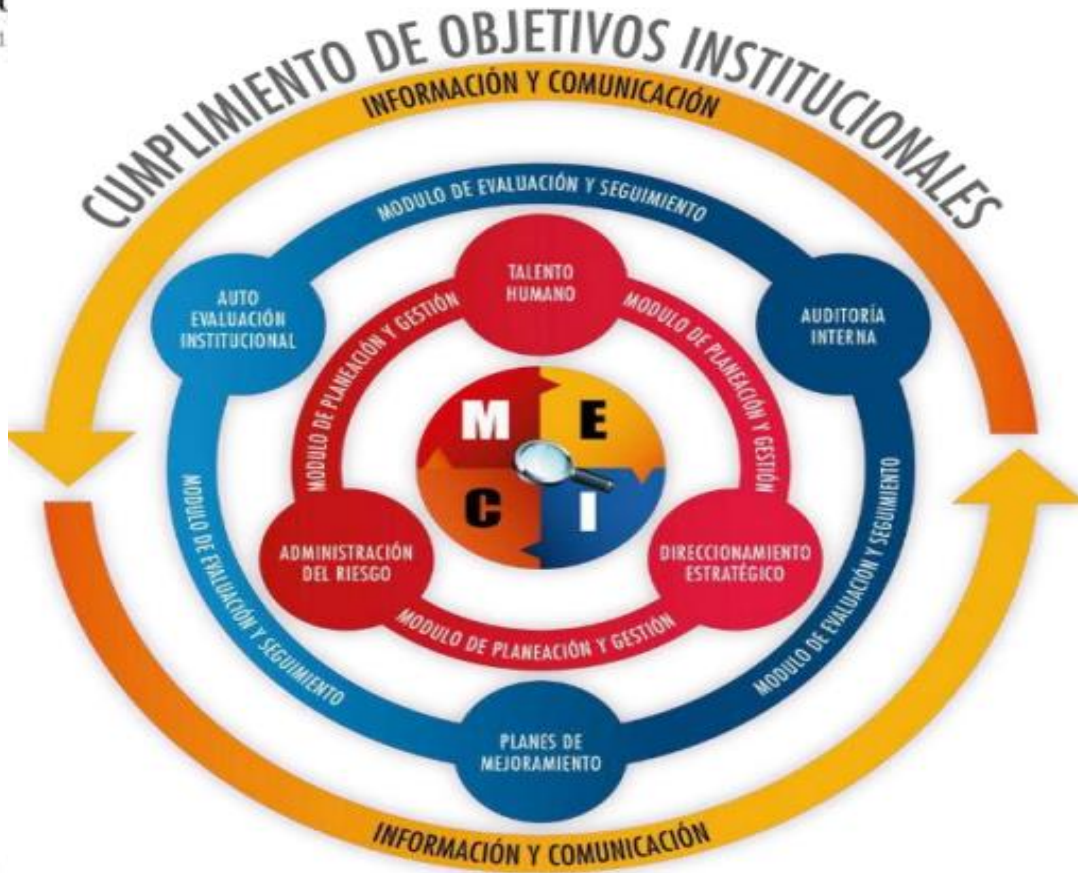 CUMPLIMIENTO DE OBJETIVOS INSTITUCIONALES
INFORMACIÓN Y COMUNICACIÓN
MODULO DE EVALUACIÓN Y SEGUIMIENTO
AUTO
EVALUACIÓN
INSTITUCIONAL
TALENTO
HUMANO
AUDITORÍA
INTERNA
MODULO DE PLANEACIÓN Y GESTIÓN
MODULO DE PLANEACIÓN Y GESTIÓN
M E
C I
MODULO DE EVALUACIÓN Y SEGUIMIENTO
MODULO DE EVALUACIÓN Y SEGUIMIENTO
ADMINISTRACIÓN
DEL RIESGO
DIRECCIONAMIENTO
ESTRATÉGICO
MODULO DE PLANEACIÓN Y GESTIÓN
PLANES DE
MEJORAMIENTO
INFORMACIÓN Y COMUNICACIÓN